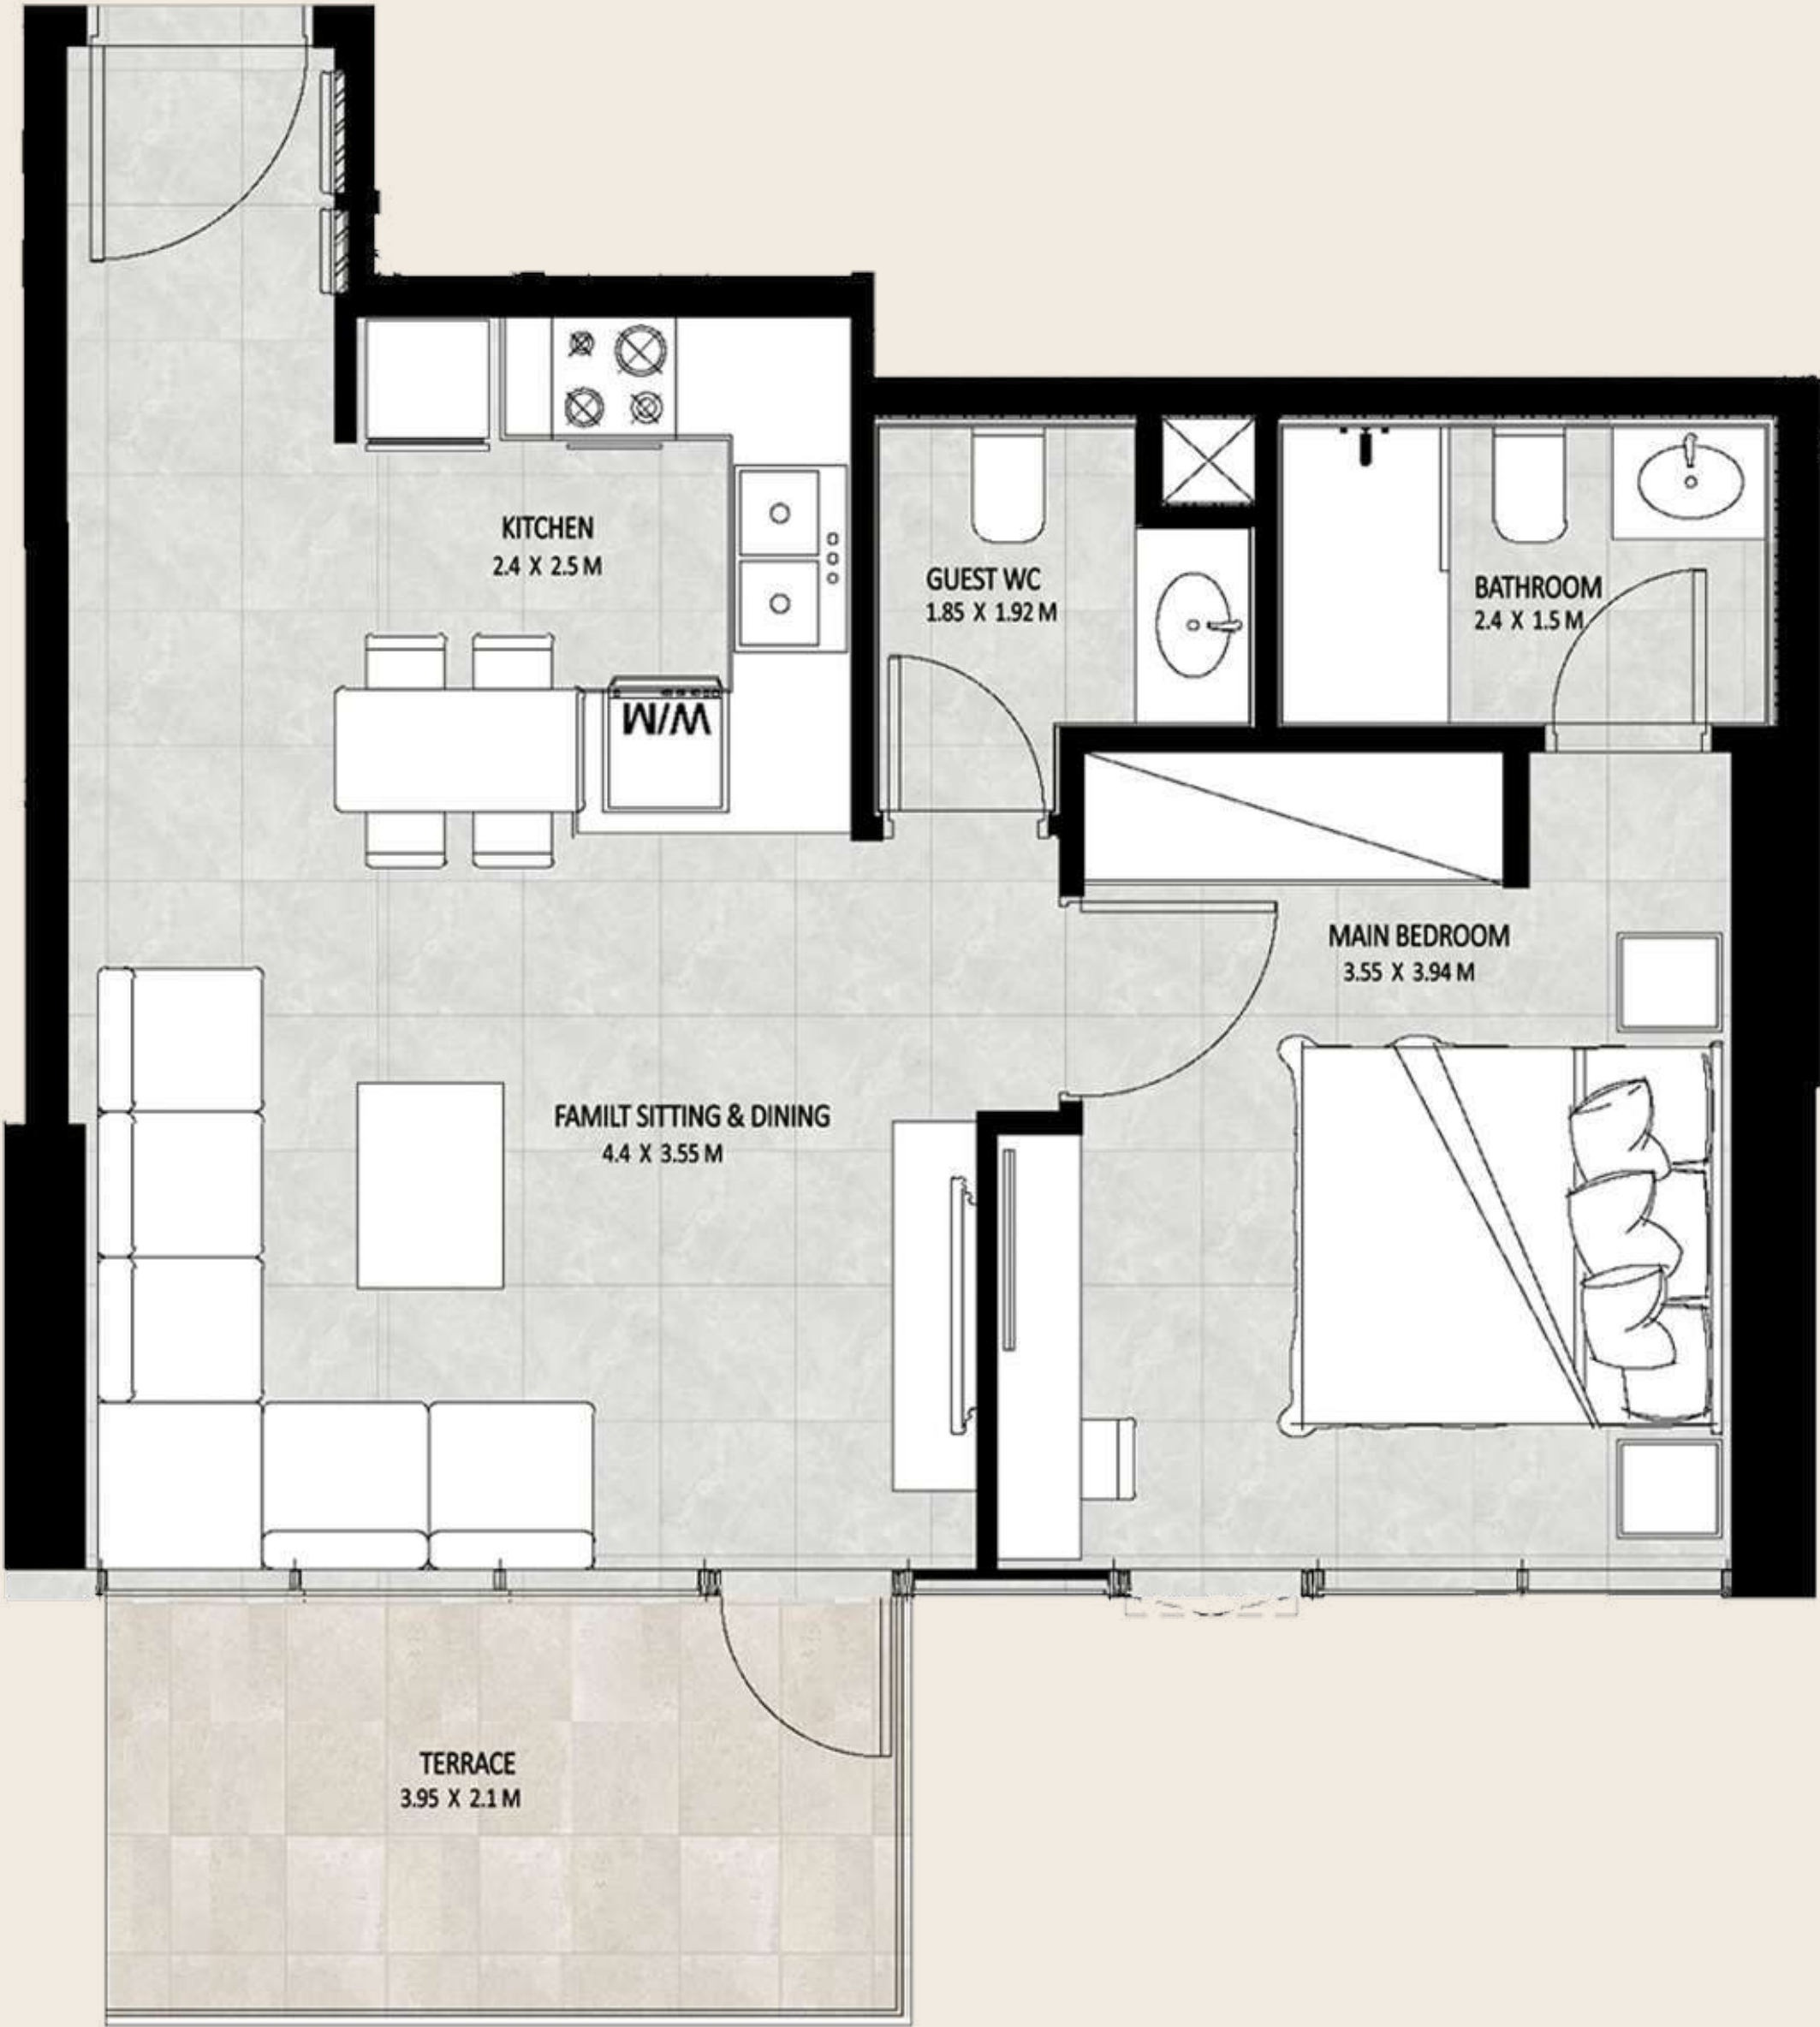 KITCHEN
2.4 X 2.5 M
GUEST WC
1.85 X 1.92 M
BATHROOM
2.4 X 1.5 M
W/M
MAIN BEDROOM
3.55 X 3.94 M
FAMILT SITTING & DINING
4.4 X 3.55 M
TERRACE
3.95 X 2.1 M